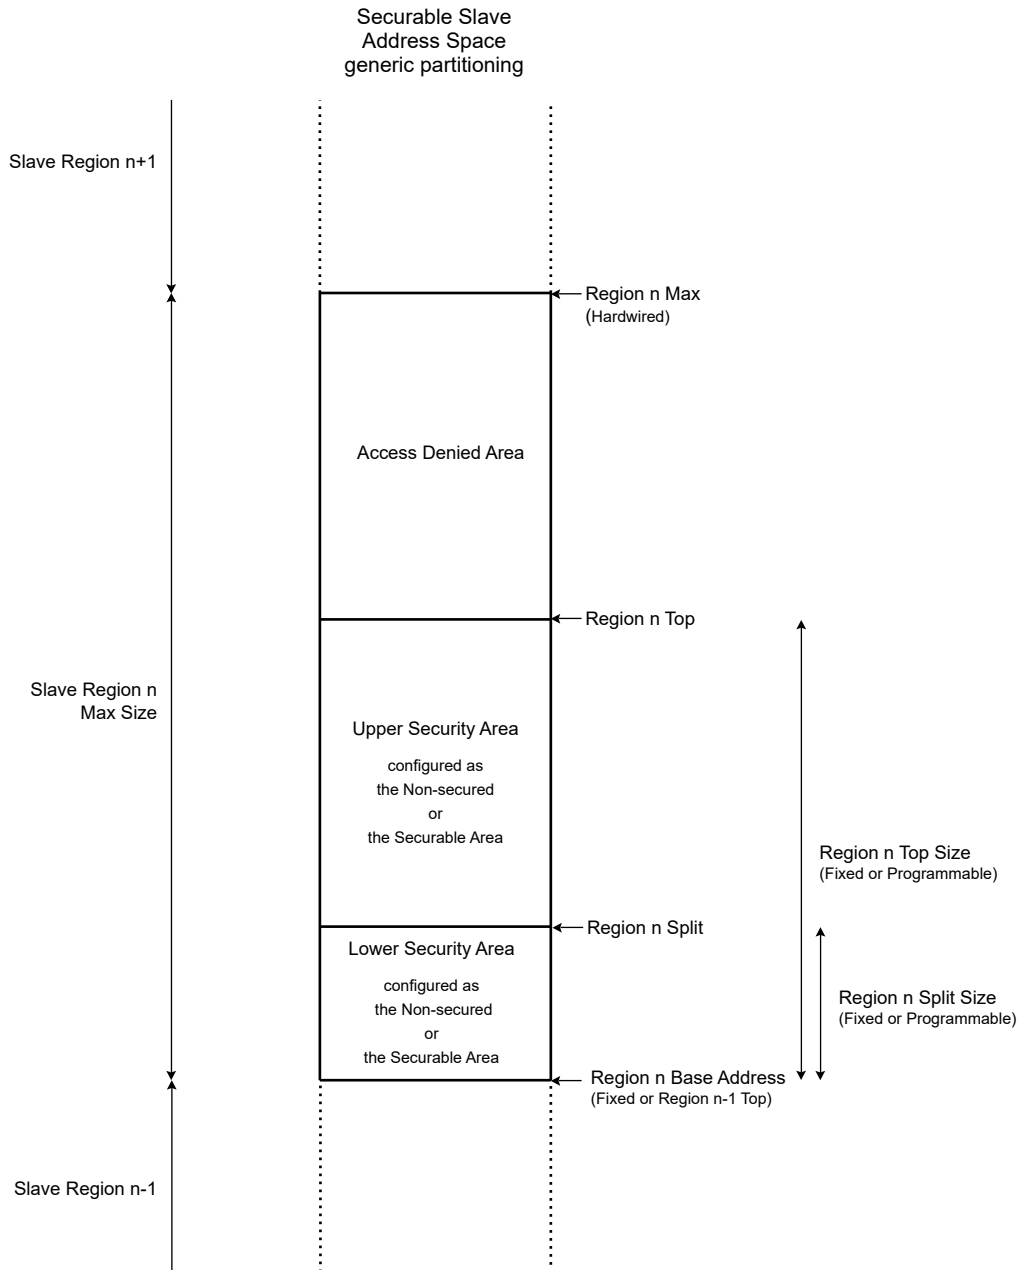 Securable Slave
Address Space
generic partitioning
Slave Region n+1
Region n Max
(Hardwired)
Access Denied Area
Region n Top
Slave Region n
Max Size
Upper Security Area
configured as
the Non-secured
or
the Securable Area
Region n Top Size
(Fixed or Programmable)
Region n Split
Lower Security Area
configured as
the Non-secured
or
the Securable Area
Region n Split Size
(Fixed or Programmable)
Region n Base Address
(Fixed or Region n-1 Top)
Slave Region n-1